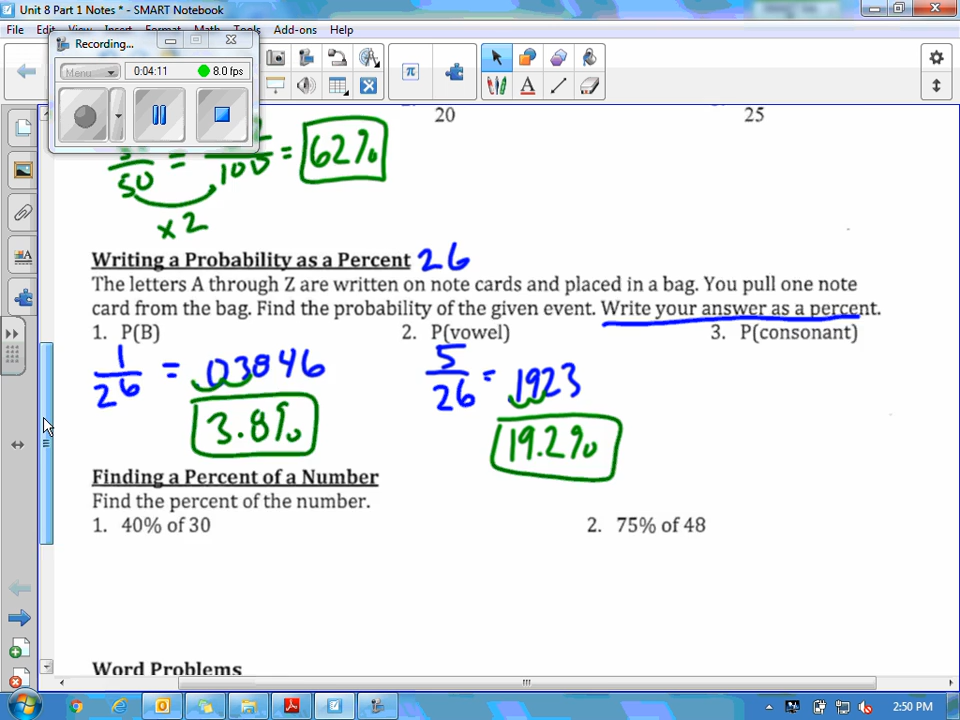 Unit 8 Part 1 Notes * - SMART Notebook
File Edit View Insert Format Math Tools Add-ons Help
Recording...
Menu 0:04:11 8.0 fps
20 25
50 = 100 = 62%
x 2
Writing a Probability as a Percent 26
The letters A through Z are written on note cards and placed in a bag. You pull one note
card from the bag. Find the probability of the given event. Write your answer as a percent.
1. P(B) 2. P(vowel) 3. P(consonant)
1/26 = .03846 5/26 = .1923
3.8% 19.2%
Finding a Percent of a Number
Find the percent of the number.
1. 40% of 30 2. 75% of 48
Word Problems
2:50 PM